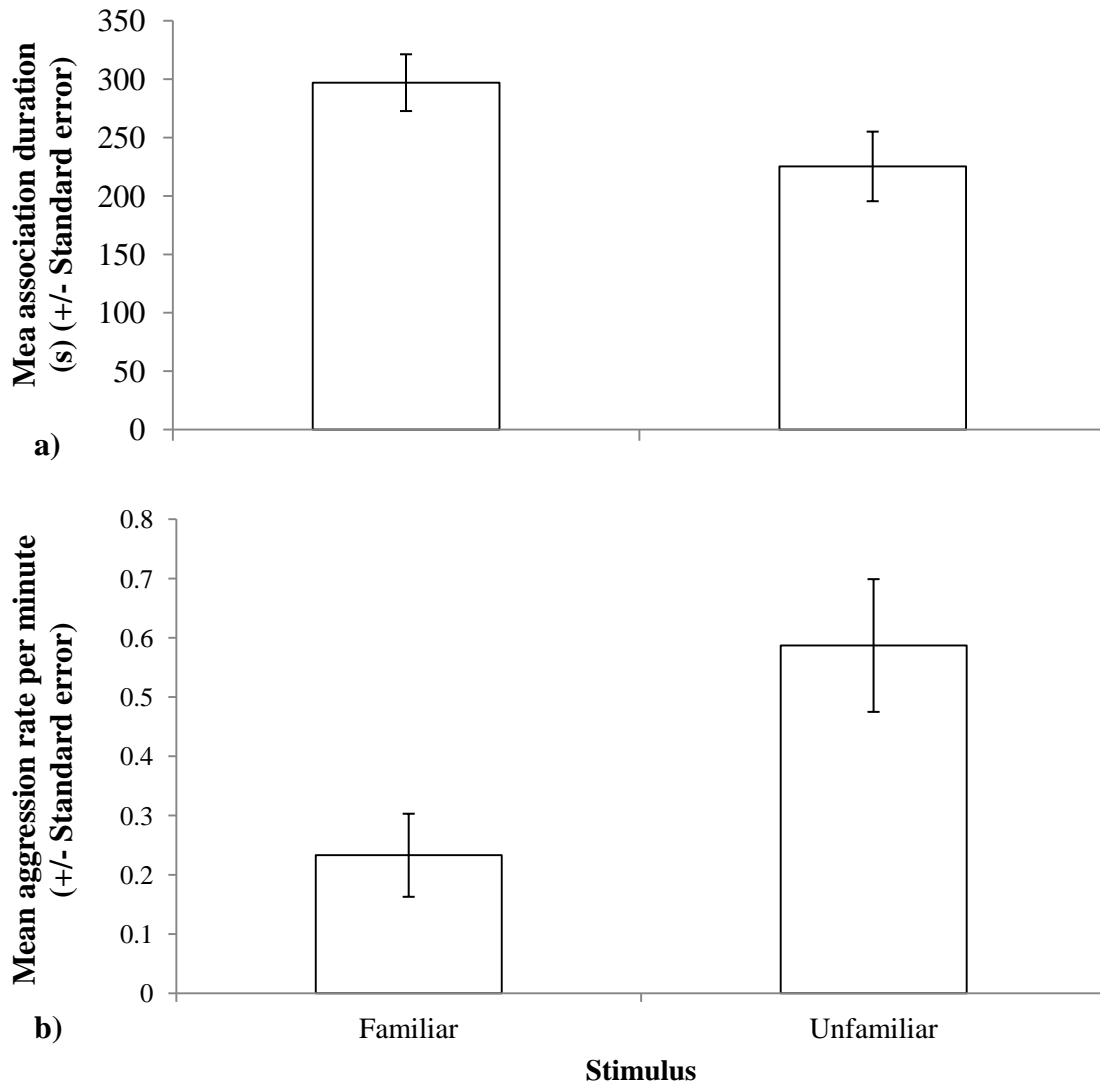 Mea association duration
(s) (+/- Standard error)
350
300
250
200
150
100
50
0
a)
Mean aggression rate per minute
(+/- Standard error)
0.8
0.7
0.6
0.5
0.4
0.3
0.2
0.1
0
b)
Familiar
Unfamiliar
Stimulus